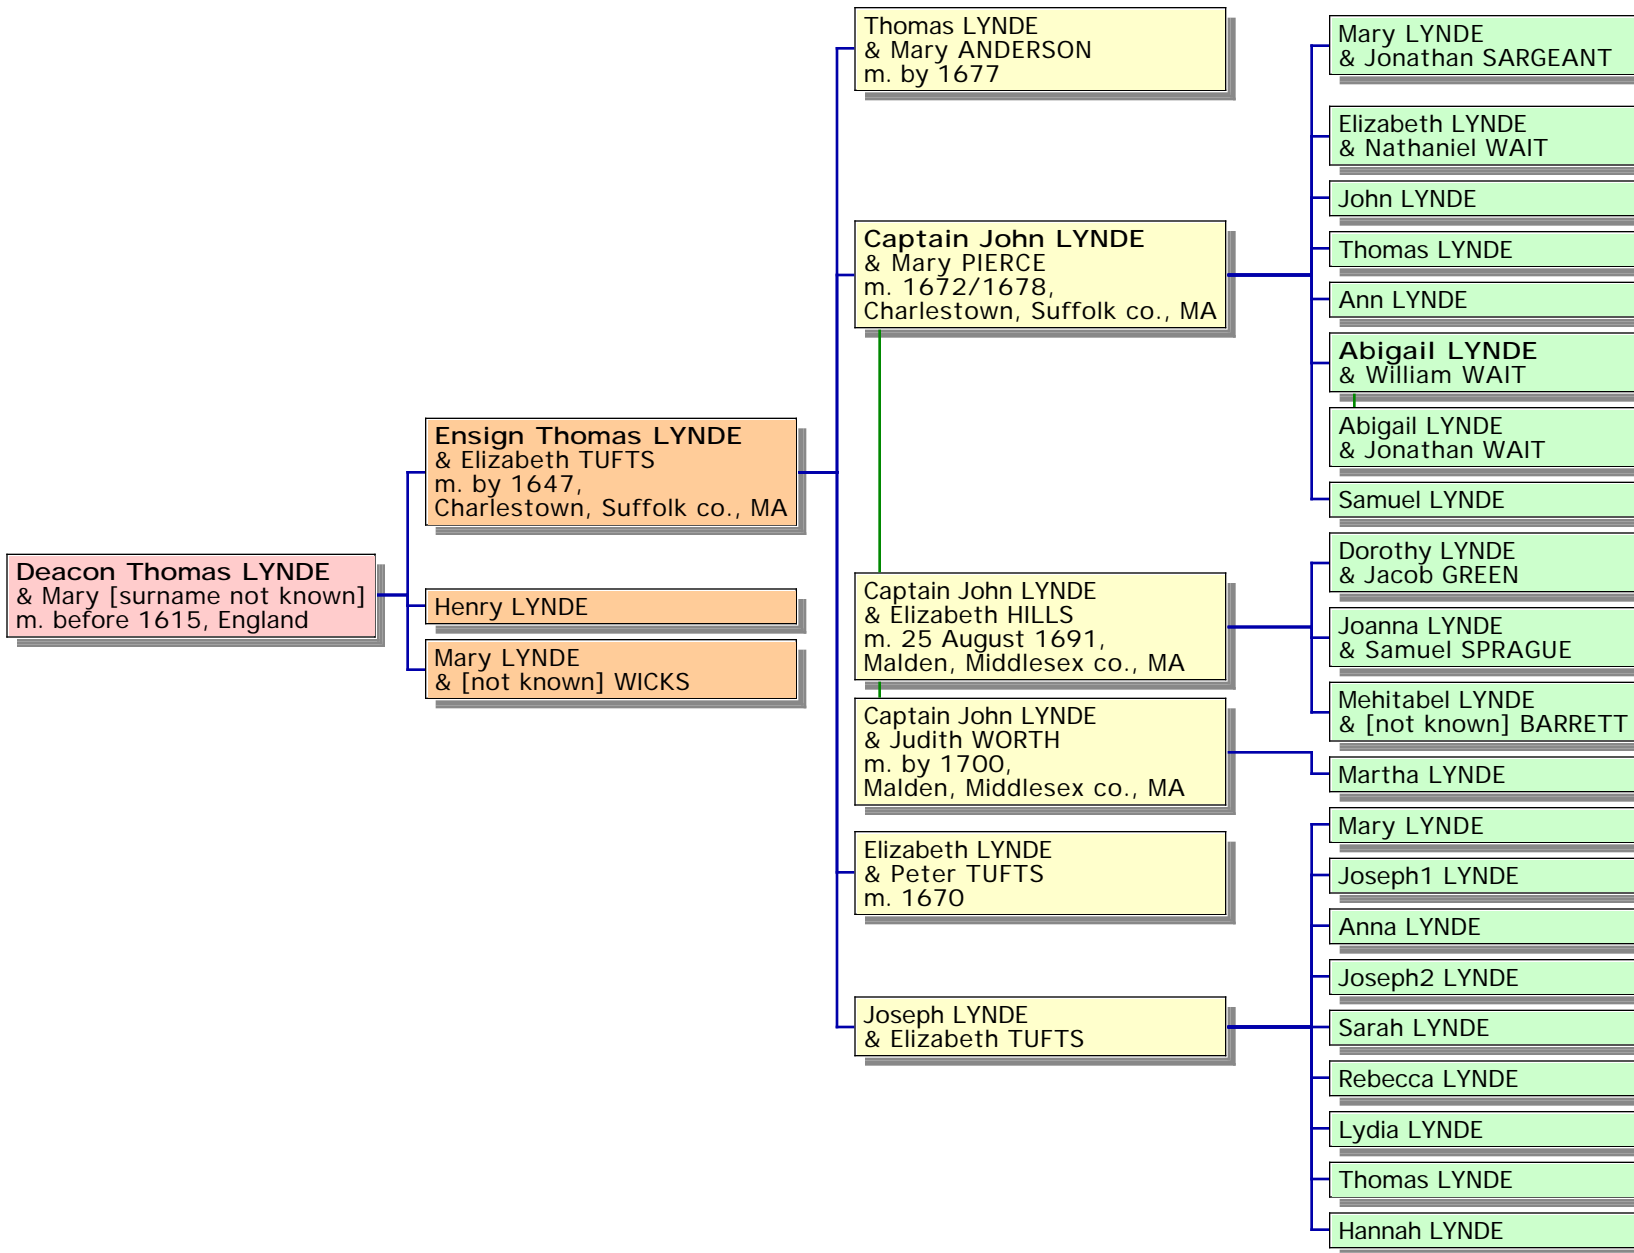 Deacon Thomas LYNDE
& Mary [surname not known]
m. before 1615, England
Ensign Thomas LYNDE
& Elizabeth TUFTS
m. by 1647,
Charlestown, Suffolk co., MA
Henry LYNDE
Mary LYNDE
& [not known] WICKS
Thomas LYNDE
& Mary ANDERSON
m. by 1677
Captain John LYNDE
& Mary PIERCE
m. 1672/1678,
Charlestown, Suffolk co., MA
Captain John LYNDE
& Elizabeth HILLS
m. 25 August 1691,
Malden, Middlesex co., MA
Captain John LYNDE
& Judith WORTH
m. by 1700,
Malden, Middlesex co., MA
Elizabeth LYNDE
& Peter TUFTS
m. 1670
Joseph LYNDE
& Elizabeth TUFTS
Mary LYNDE
& Jonathan SARGEANT
Elizabeth LYNDE
& Nathaniel WAIT
John LYNDE
Thomas LYNDE
Ann LYNDE
Abigail LYNDE
& William WAIT
Abigail LYNDE
& Jonathan WAIT
Samuel LYNDE
Dorothy LYNDE
& Jacob GREEN
Joanna LYNDE
& Samuel SPRAGUE
Mehitabel LYNDE
& [not known] BARRETT
Martha LYNDE
Mary LYNDE
Joseph1 LYNDE
Anna LYNDE
Joseph2 LYNDE
Sarah LYNDE
Rebecca LYNDE
Lydia LYNDE
Thomas LYNDE
Hannah LYNDE